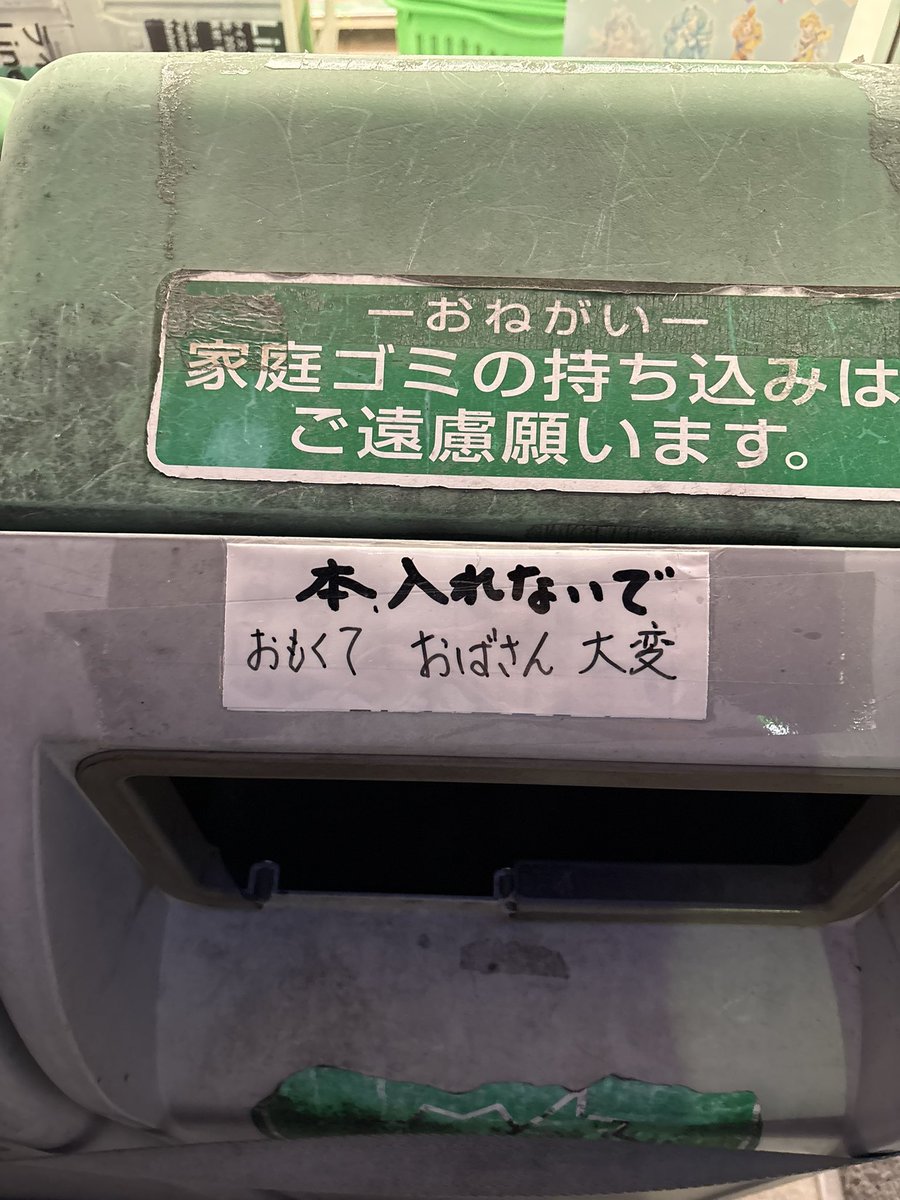 ーおねがいー
家庭ゴミの持ち込みは
ご遠慮願います。
本、入れないで
おもくて おばさん 大変